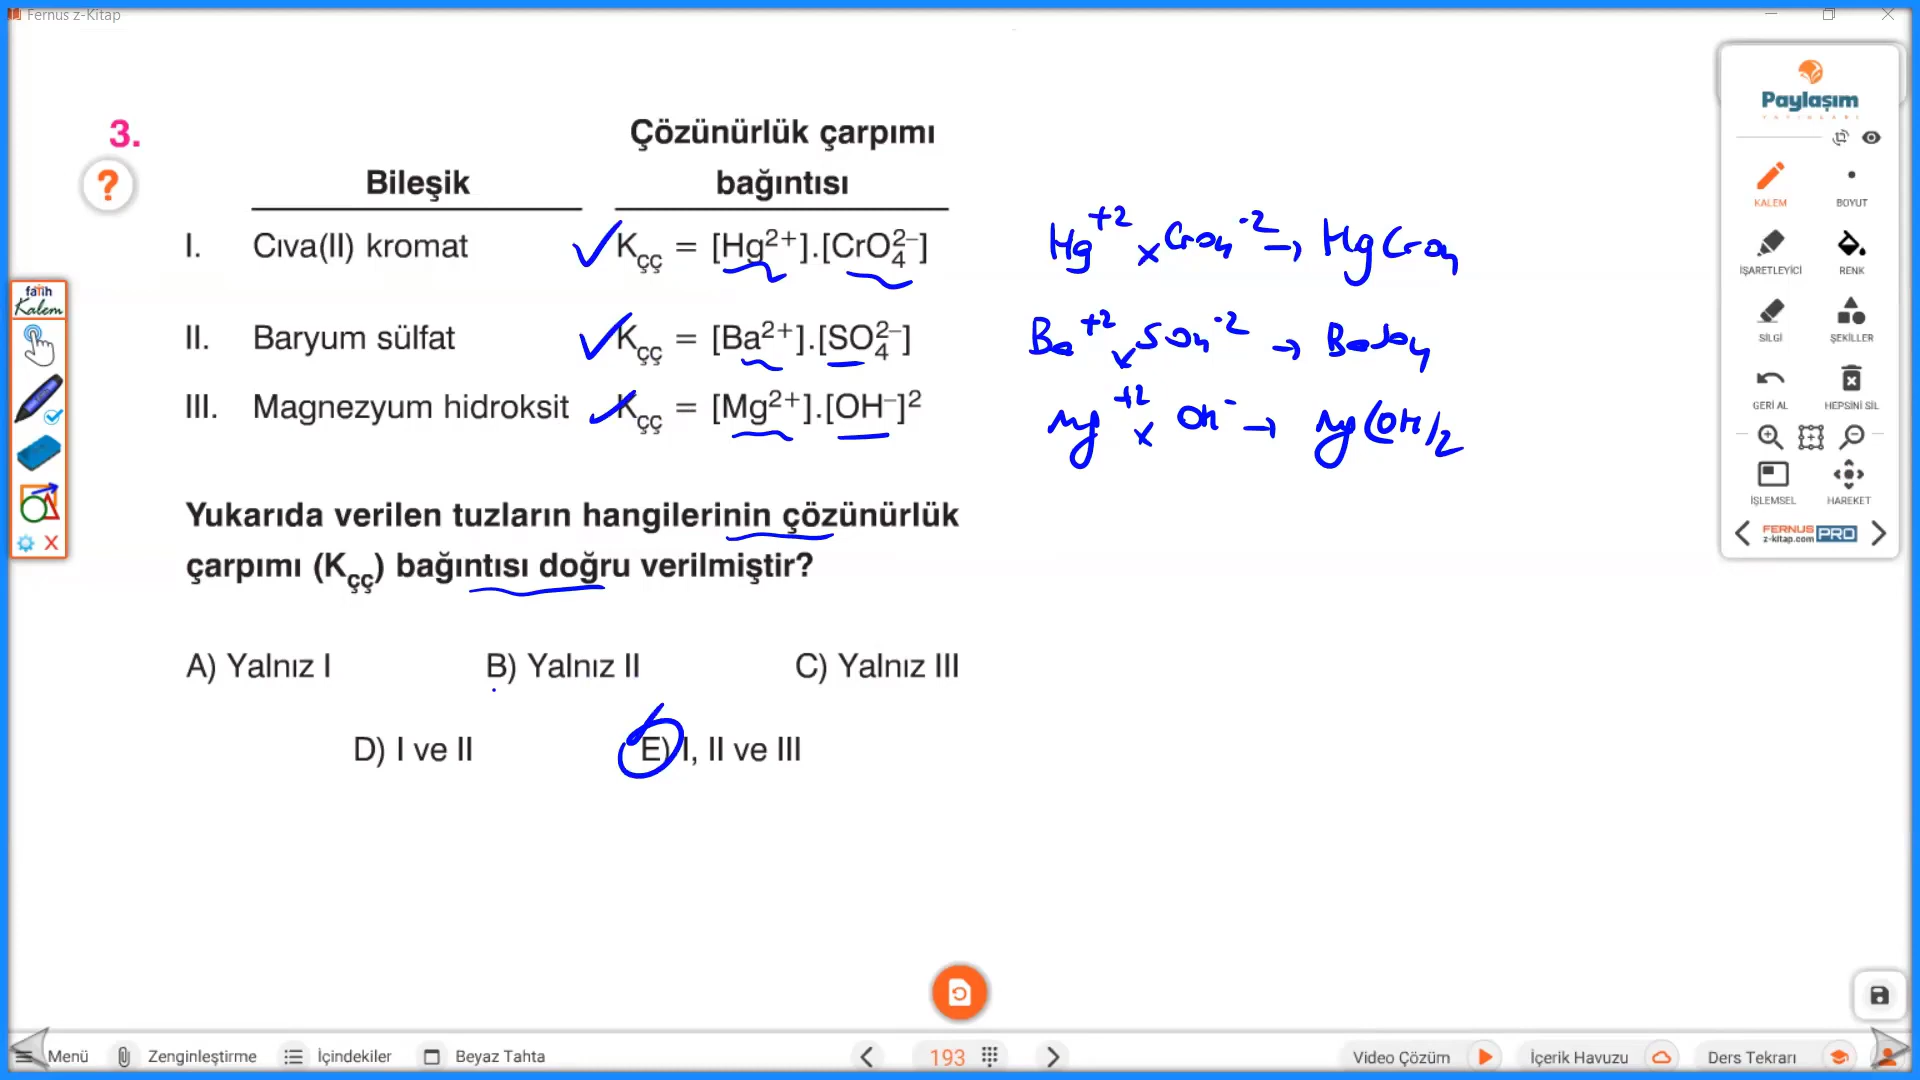 Fernus z-Kitap
3.
Bileşik
Çözünürlük çarpımı
bağıntısı
I. Cıva(II) kromat Kçç = [Hg²⁺].[CrO₄²⁻]
II. Baryum sülfat Kçç = [Ba²⁺].[SO₄²⁻]
III. Magnezyum hidroksit Kçç = [Mg²⁺].[OH⁻]²
Hg⁺² × CrO₄⁻² → HgCrO₄
Ba⁺² × SO₄⁻² → BaSO₄
Mg⁺² × OH⁻ → Mg(OH)₂
Yukarıda verilen tuzların hangilerinin çözünürlük
çarpımı (Kçç) bağıntısı doğru verilmiştir?
A) Yalnız I B) Yalnız II C) Yalnız III
D) I ve II E) I, II ve III
fatih
Kalem
Paylaşım
YAYINLARI
KALEM BOYUT
İŞARETLEYİCİ RENK
SİLGİ ŞEKİLLER
GERİ AL HEPSİNİ SİL
İŞLEMSEL HAREKET
FERNUS
z-kitap.com PRO
Menü Zenginleştirme İçindekiler Beyaz Tahta 193 Video Çözüm İçerik Havuzu Ders Tekrarı